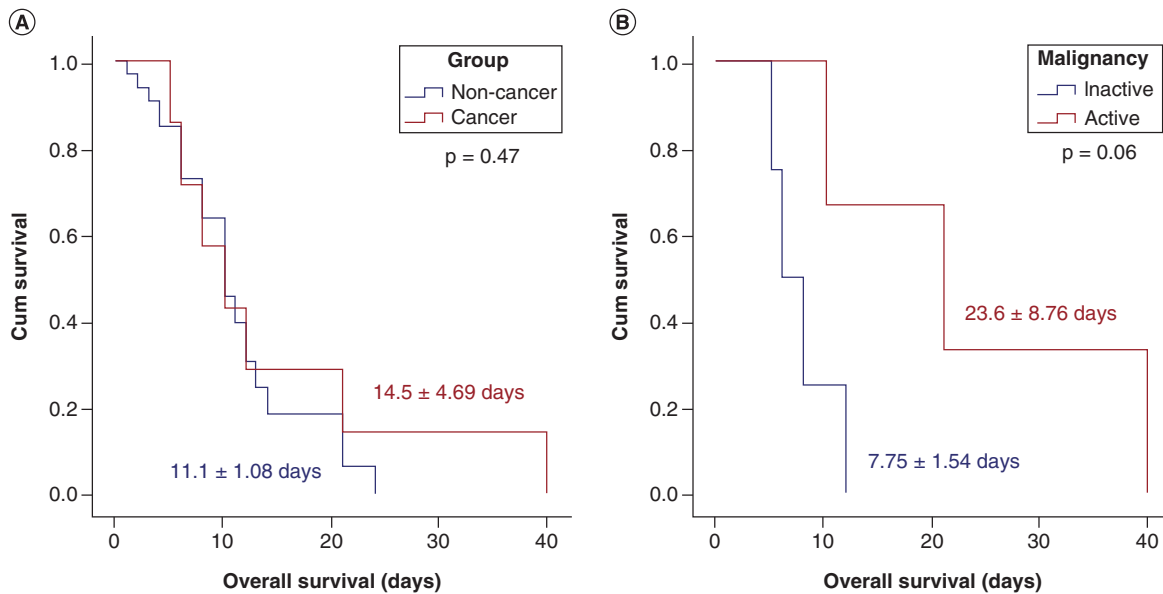 A
Cum survival
1.0
0.8
0.6
0.4
0.2
0.0
Group
Non-cancer
Cancer
p = 0.47
14.5 ± 4.69 days
11.1 ± 1.08 days
0 10 20 30 40
Overall survival (days)
B
Cum survival
1.0
0.8
0.6
0.4
0.2
0.0
Malignancy
Inactive
Active
p = 0.06
23.6 ± 8.76 days
7.75 ± 1.54 days
0 10 20 30 40
Overall survival (days)